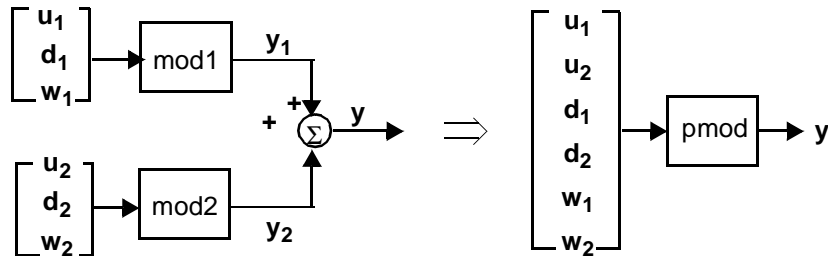 u1
d1
w1
mod1
y1
+
+
Σ
y
u2
d2
w2
mod2
y2
⇒
u1
u2
d1
d2
w1
w2
pmod
y